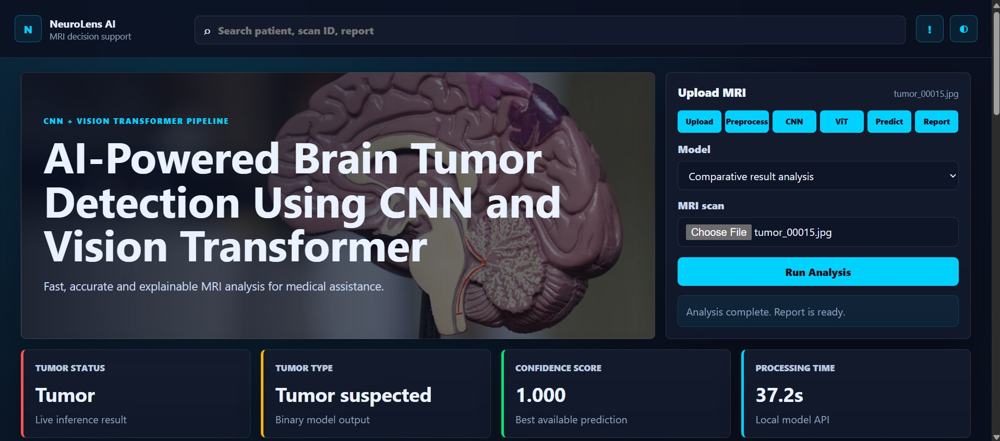 N
NeuroLens AI
MRI decision support
Search patient, scan ID, report
!
CNN + VISION TRANSFORMER PIPELINE
AI-Powered Brain Tumor
Detection Using CNN and
Vision Transformer
Fast, accurate and explainable MRI analysis for medical assistance.
Upload MRI
tumor_00015.jpg
Upload
Preprocess
CNN
ViT
Predict
Report
Model
Comparative result analysis
MRI scan
Choose File tumor_00015.jpg
Run Analysis
Analysis complete. Report is ready.
TUMOR STATUS
Tumor
Live inference result
TUMOR TYPE
Tumor suspected
Binary model output
CONFIDENCE SCORE
1.000
Best available prediction
PROCESSING TIME
37.2s
Local model API